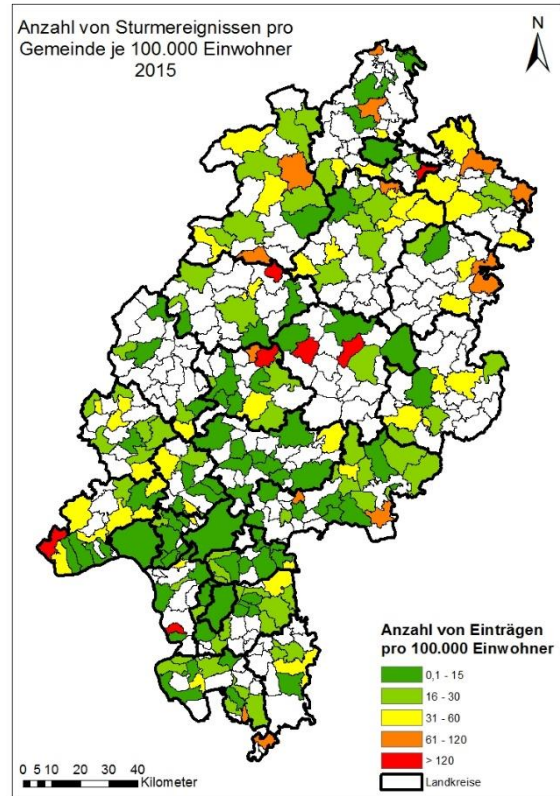 Anzahl von Sturmereignissen pro
Gemeinde je 100.000 Einwohner
2015
N
Anzahl von Einträgen
pro 100.000 Einwohner
0,1 - 15
16 - 30
31 - 60
61 - 120
> 120
Landkreise
0 5 10 20 30 40
Kilometer